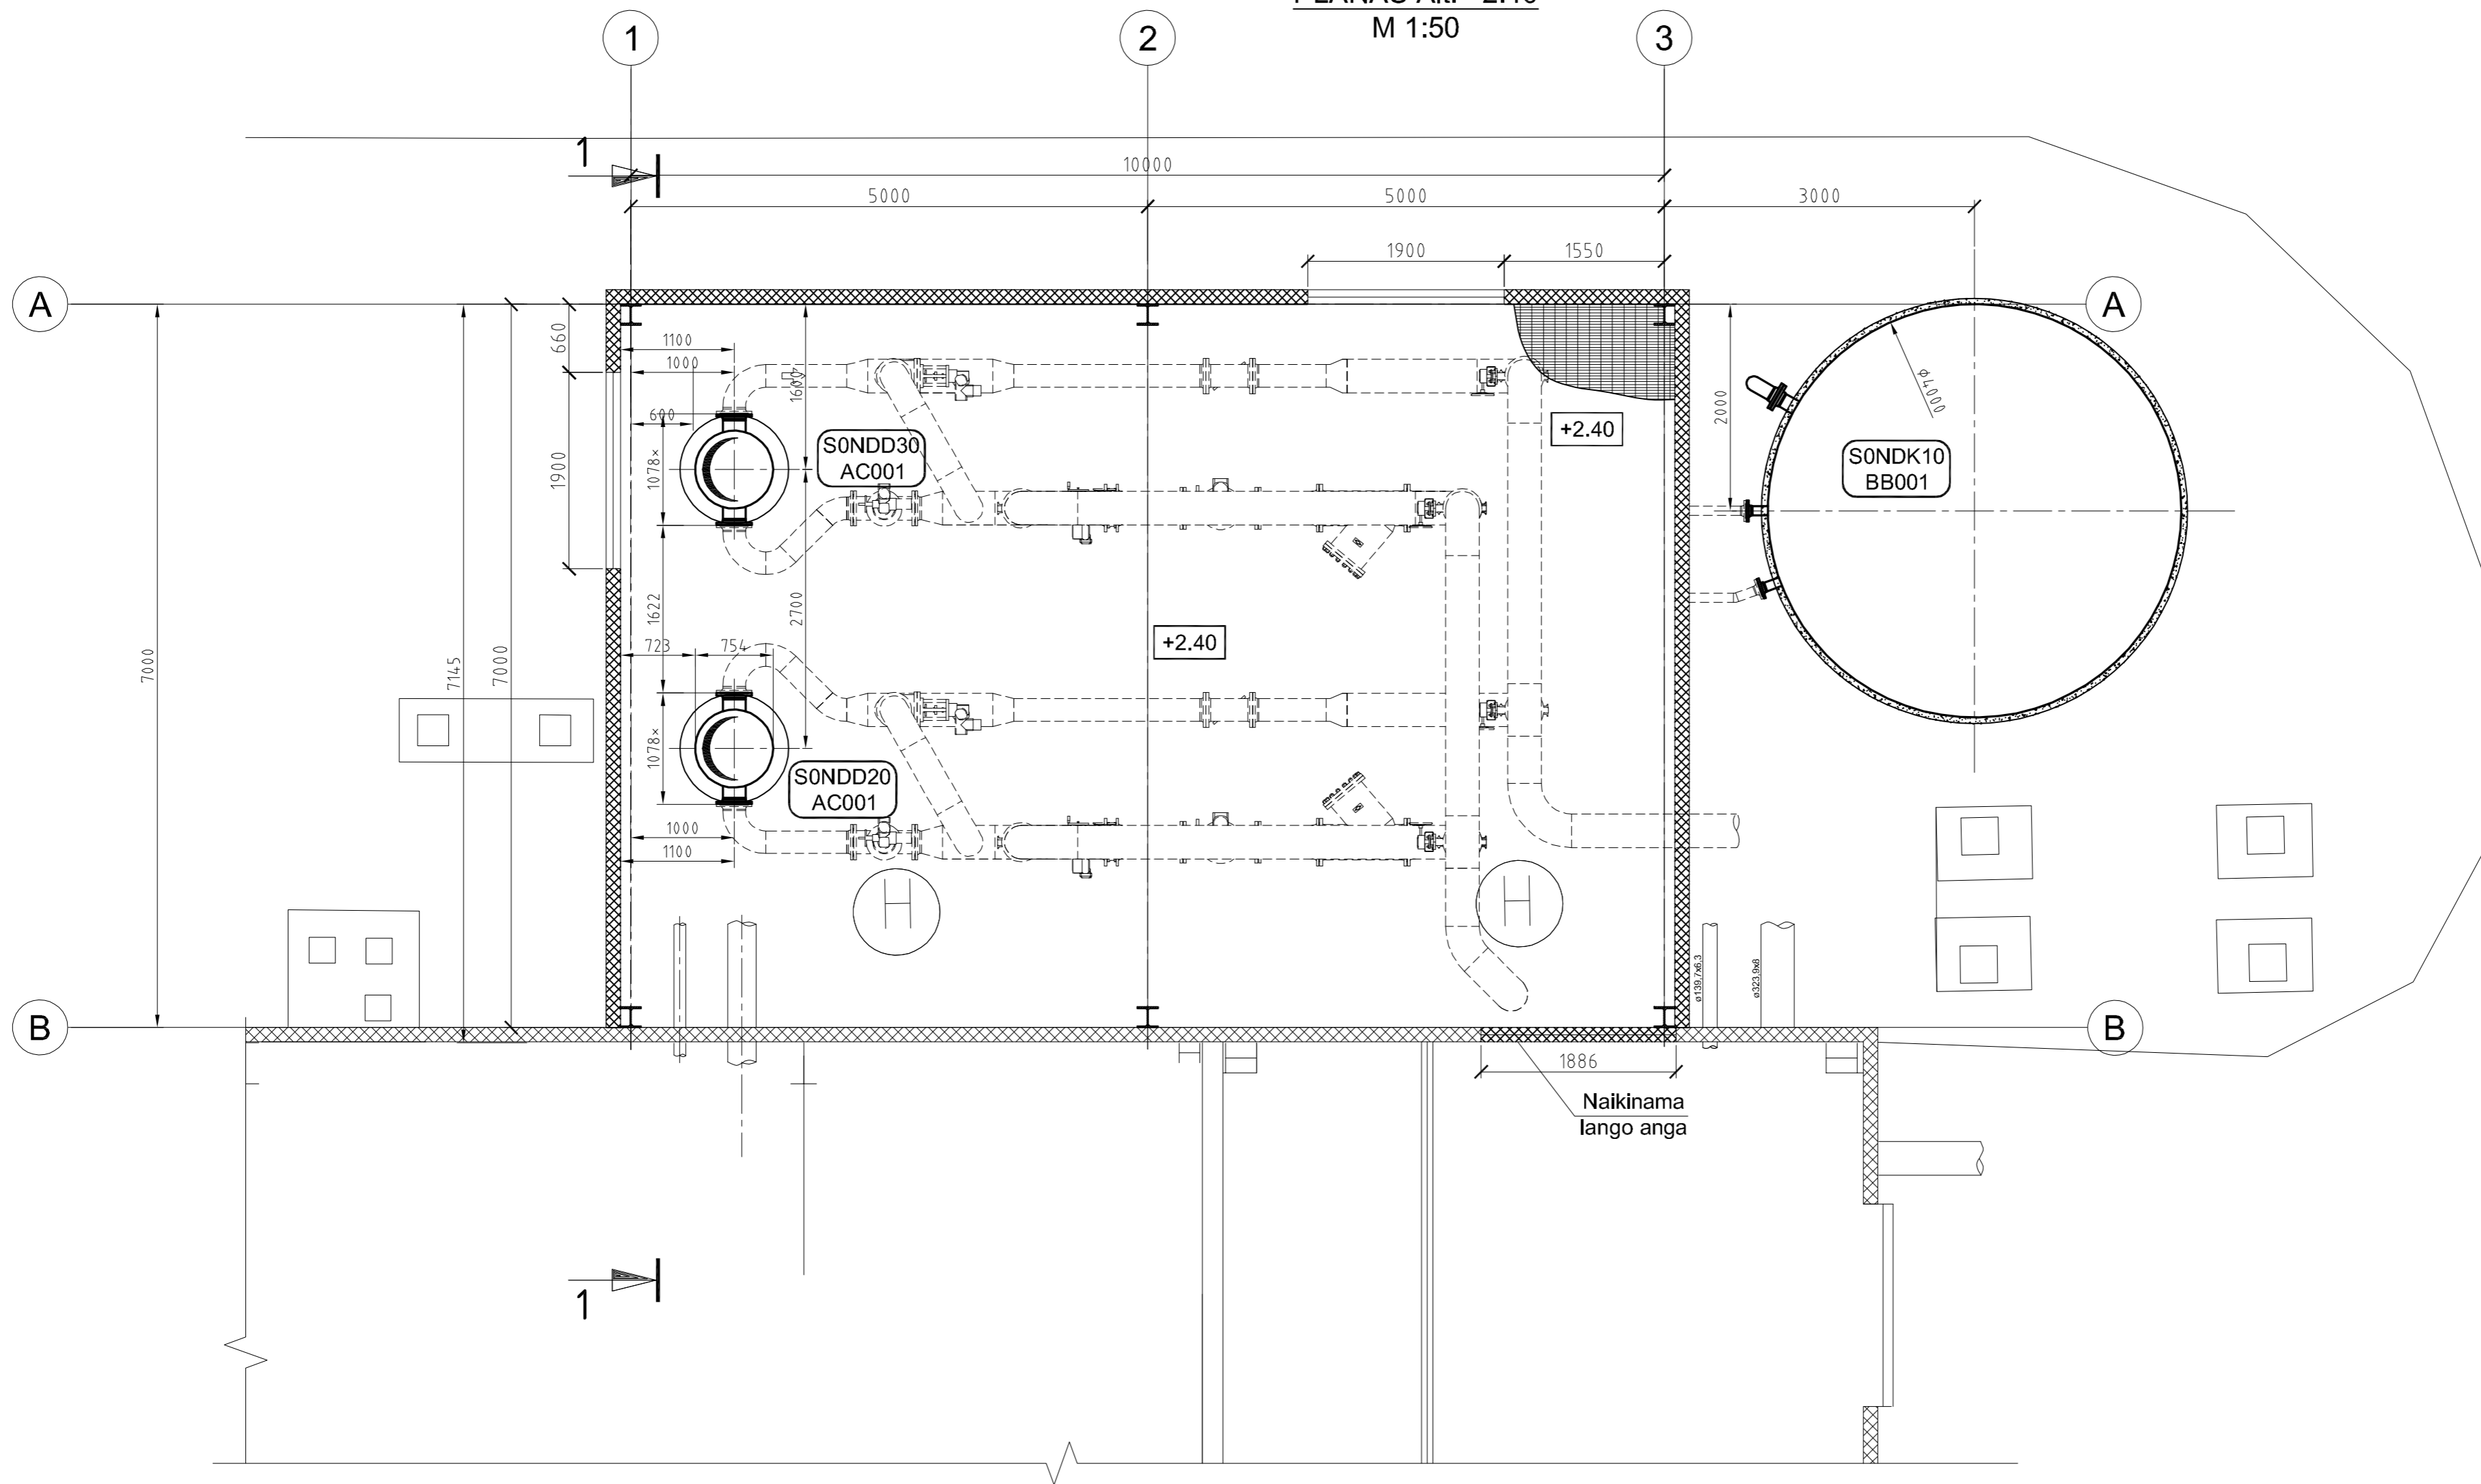 M 1:50
1
2
3
1
10000
5000
5000
3000
1900
1550
A
A
660
1100
1000
1600
600
1078×
1900
S0NDD30
AC001
+2.40
2000
ϕ4000
S0NDK10
BB001
1622
2700
723
754
+2.40
7000
7145
7000
1078×
S0NDD20
AC001
1000
1100
ø139,7x6,3
ø323,9x8
B
B
1886
Naikinama
lango anga
1